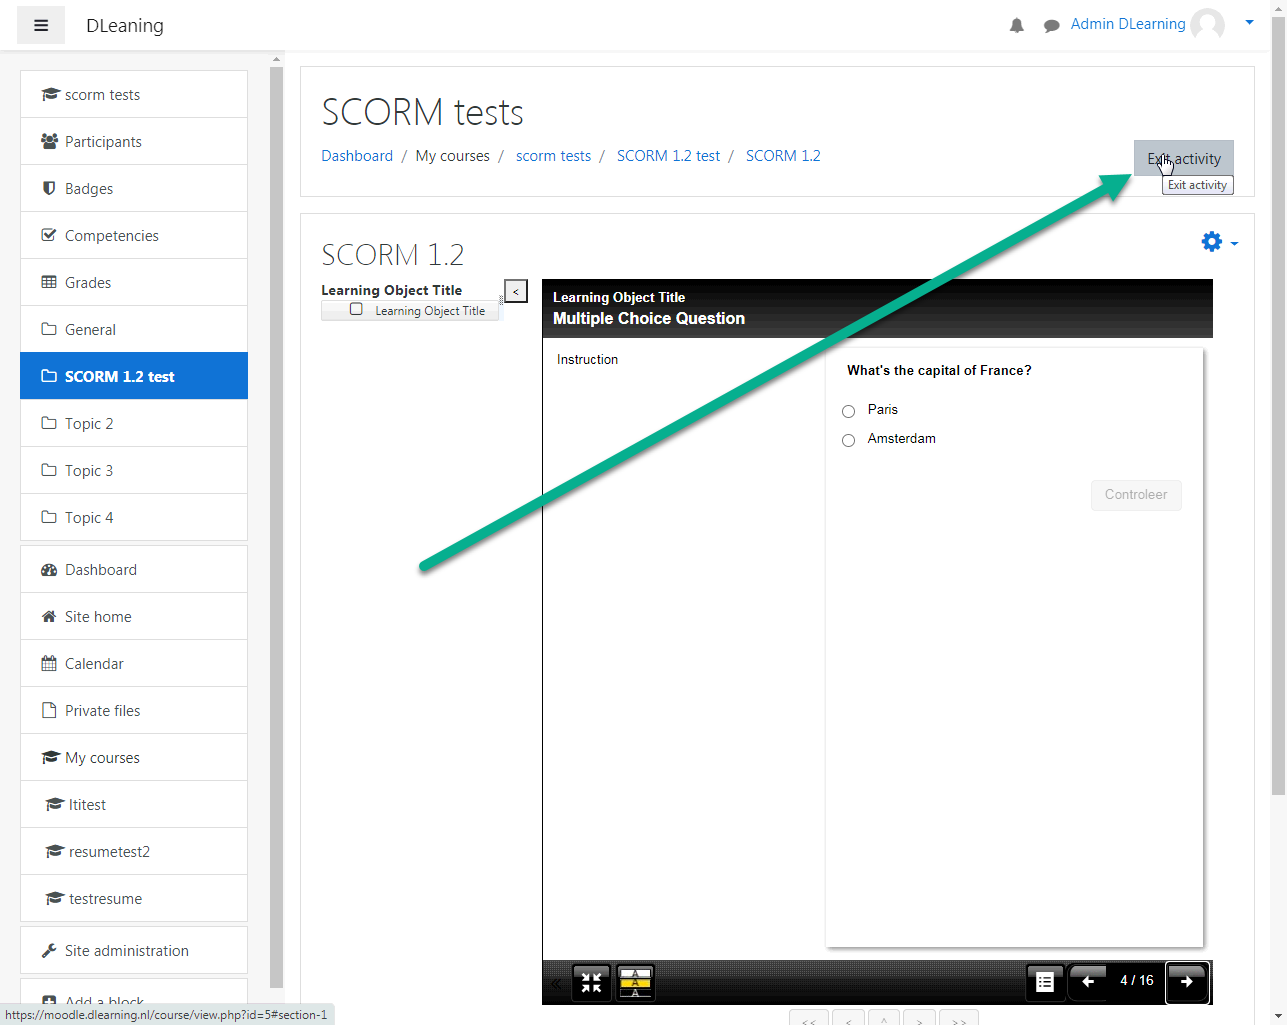 DLeaning
Admin DLearning
scorm tests
Participants
Badges
Competencies
Grades
General
SCORM 1.2 test
Topic 2
Topic 3
Topic 4
Dashboard
Site home
Calendar
Private files
My courses
ltitest
resumetest2
testresume
Site administration
Add a block
https://moodle.dlearning.nl/course/view.php?id=5#section-1
SCORM tests
Dashboard / My courses / scorm tests / SCORM 1.2 test / SCORM 1.2
Exit activity
Exit activity
SCORM 1.2
Learning Object Title
<
Learning Object Title
Learning Object Title
Multiple Choice Question
Instruction
What's the capital of France?
Paris
Amsterdam
Controleer
«
A
A
A
4 / 16
<< < ^ > >>